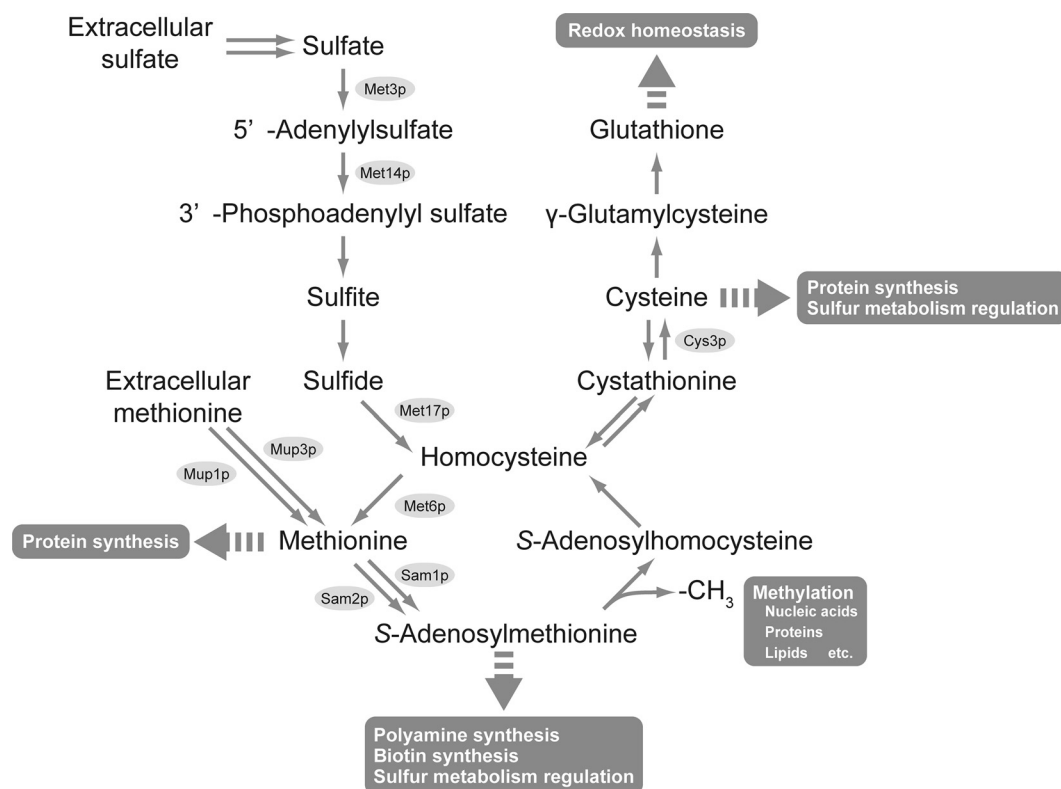 Extracellular
sulfate
Sulfate
Met3p
5’ -Adenylylsulfate
Met14p
3’ -Phosphoadenylyl sulfate
Sulfite
Sulfide
Met17p
Extracellular
methionine
Mup3p
Mup1p
Homocysteine
Met6p
Protein synthesis
Methionine
Sam1p
Sam2p
S-Adenosylmethionine
Polyamine synthesis
Biotin synthesis
Sulfur metabolism regulation
Redox homeostasis
Glutathione
γ-Glutamylcysteine
Cysteine
Protein synthesis
Sulfur metabolism regulation
Cys3p
Cystathionine
S-Adenosylhomocysteine
-CH₃
Methylation
Nucleic acids
Proteins
Lipids etc.